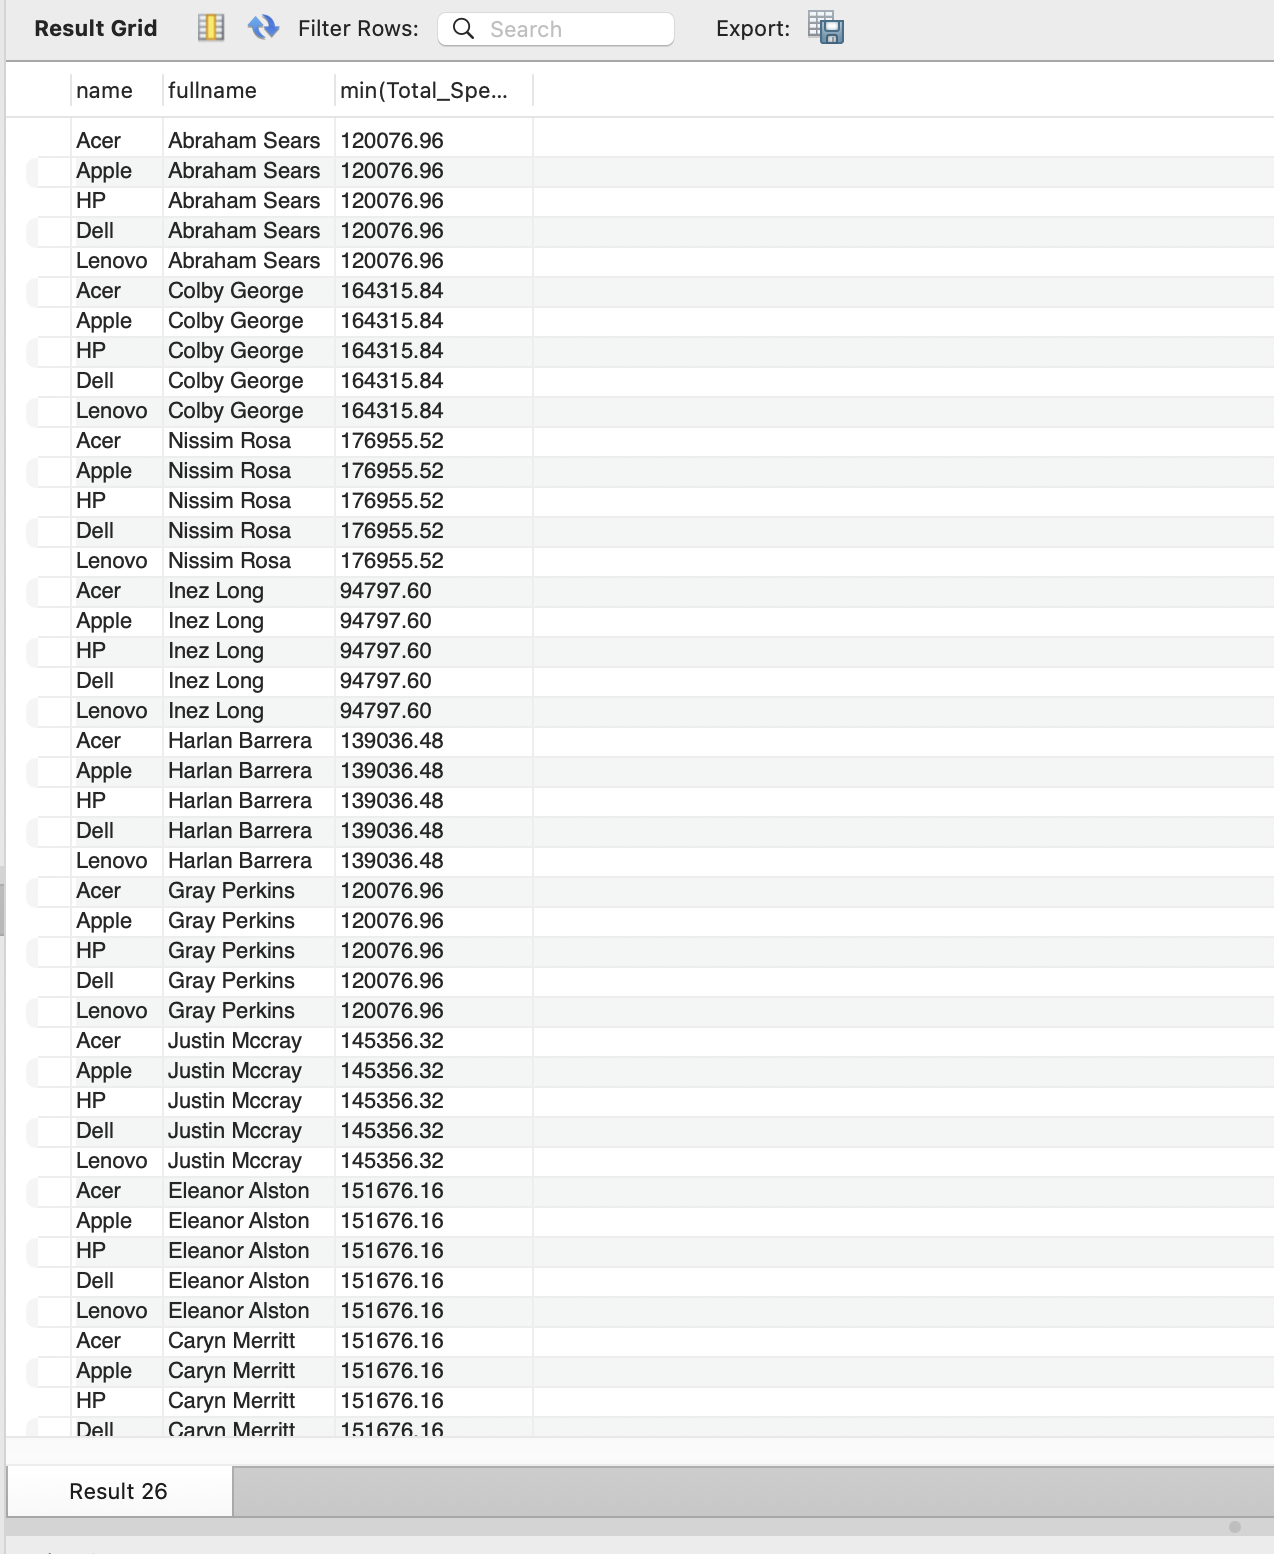 Result Grid Filter Rows: Search Export:
name fullname min(Total_Spe...
Acer Abraham Sears 120076.96
Apple Abraham Sears 120076.96
HP Abraham Sears 120076.96
Dell Abraham Sears 120076.96
Lenovo Abraham Sears 120076.96
Acer Colby George 164315.84
Apple Colby George 164315.84
HP Colby George 164315.84
Dell Colby George 164315.84
Lenovo Colby George 164315.84
Acer Nissim Rosa 176955.52
Apple Nissim Rosa 176955.52
HP Nissim Rosa 176955.52
Dell Nissim Rosa 176955.52
Lenovo Nissim Rosa 176955.52
Acer Inez Long 94797.60
Apple Inez Long 94797.60
HP Inez Long 94797.60
Dell Inez Long 94797.60
Lenovo Inez Long 94797.60
Acer Harlan Barrera 139036.48
Apple Harlan Barrera 139036.48
HP Harlan Barrera 139036.48
Dell Harlan Barrera 139036.48
Lenovo Harlan Barrera 139036.48
Acer Gray Perkins 120076.96
Apple Gray Perkins 120076.96
HP Gray Perkins 120076.96
Dell Gray Perkins 120076.96
Lenovo Gray Perkins 120076.96
Acer Justin Mccray 145356.32
Apple Justin Mccray 145356.32
HP Justin Mccray 145356.32
Dell Justin Mccray 145356.32
Lenovo Justin Mccray 145356.32
Acer Eleanor Alston 151676.16
Apple Eleanor Alston 151676.16
HP Eleanor Alston 151676.16
Dell Eleanor Alston 151676.16
Lenovo Eleanor Alston 151676.16
Acer Caryn Merritt 151676.16
Apple Caryn Merritt 151676.16
HP Caryn Merritt 151676.16
Dell Caryn Merritt 151676.16
Result 26